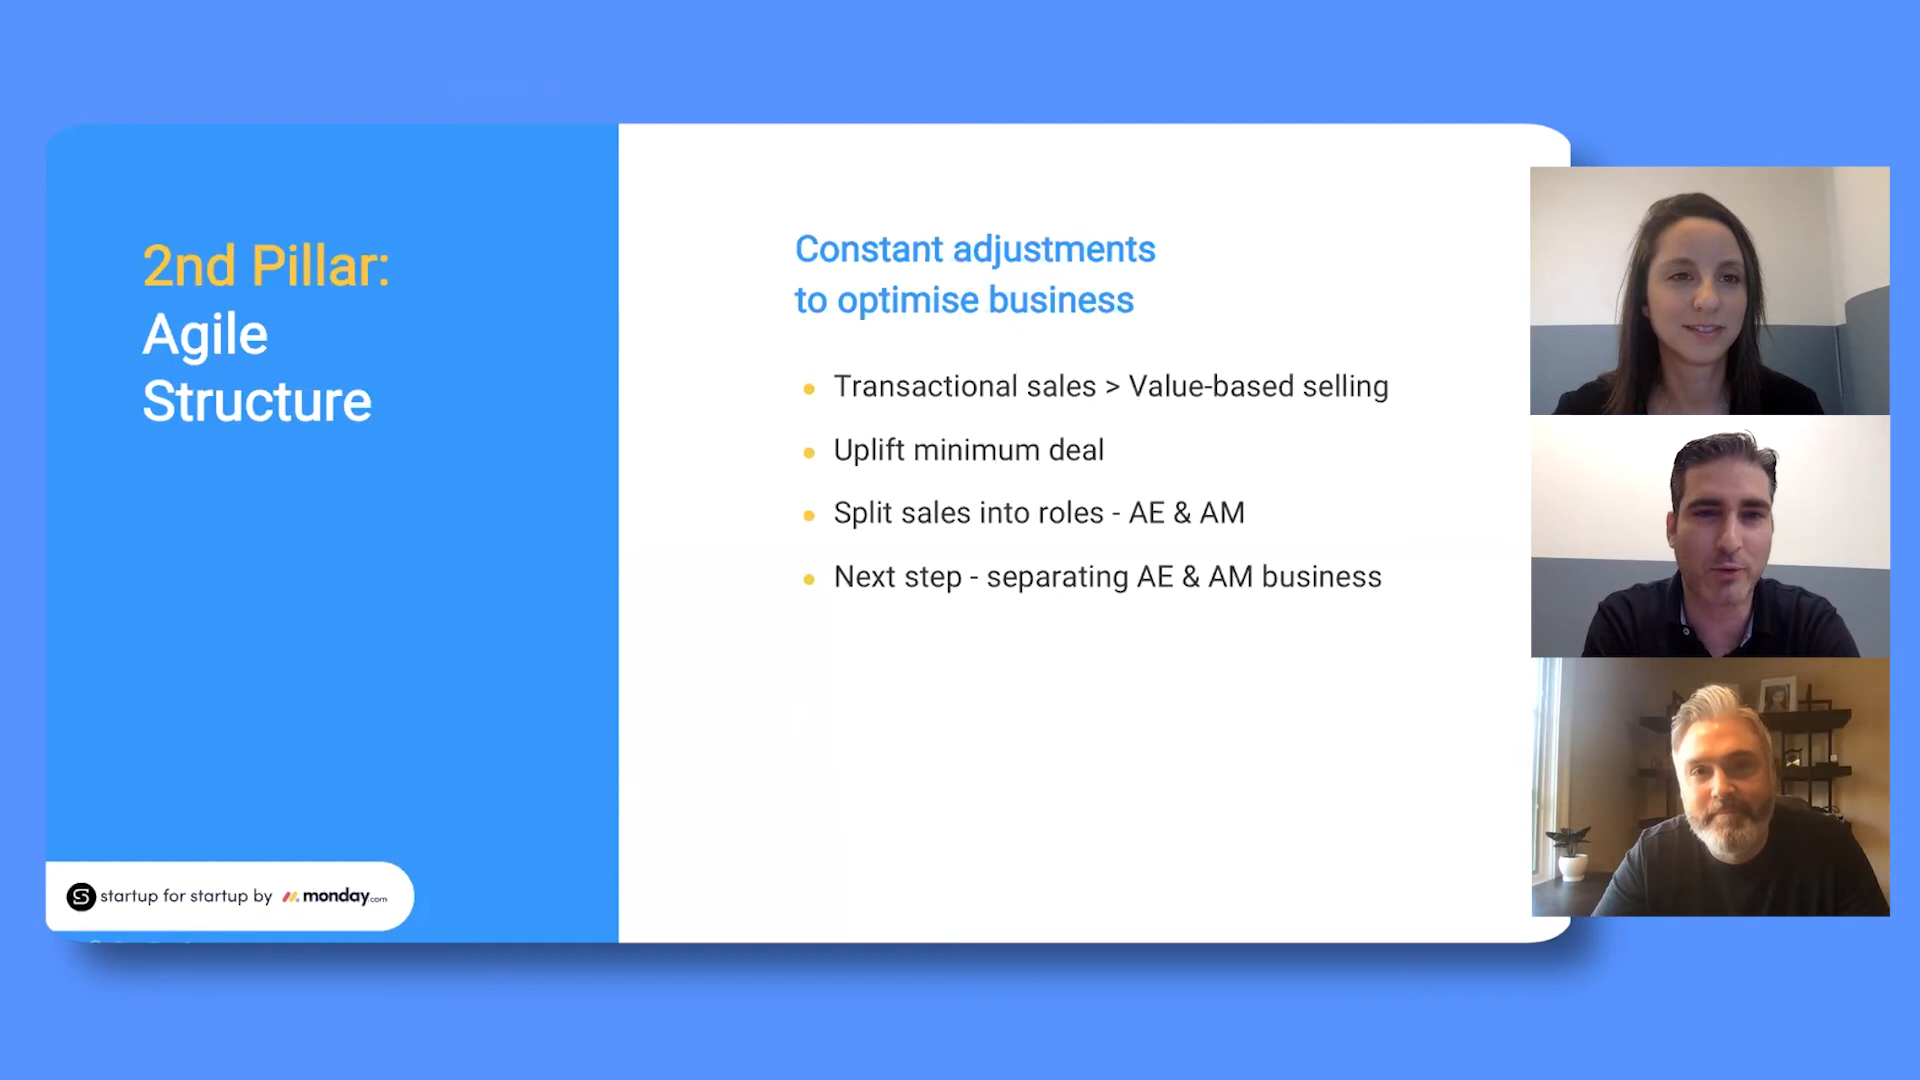 2nd Pillar:
Agile
Structure
Constant adjustments
to optimise business
Transactional sales > Value-based selling
Uplift minimum deal
Split sales into roles - AE & AM
Next step - separating AE & AM business
startup for startup by monday.com